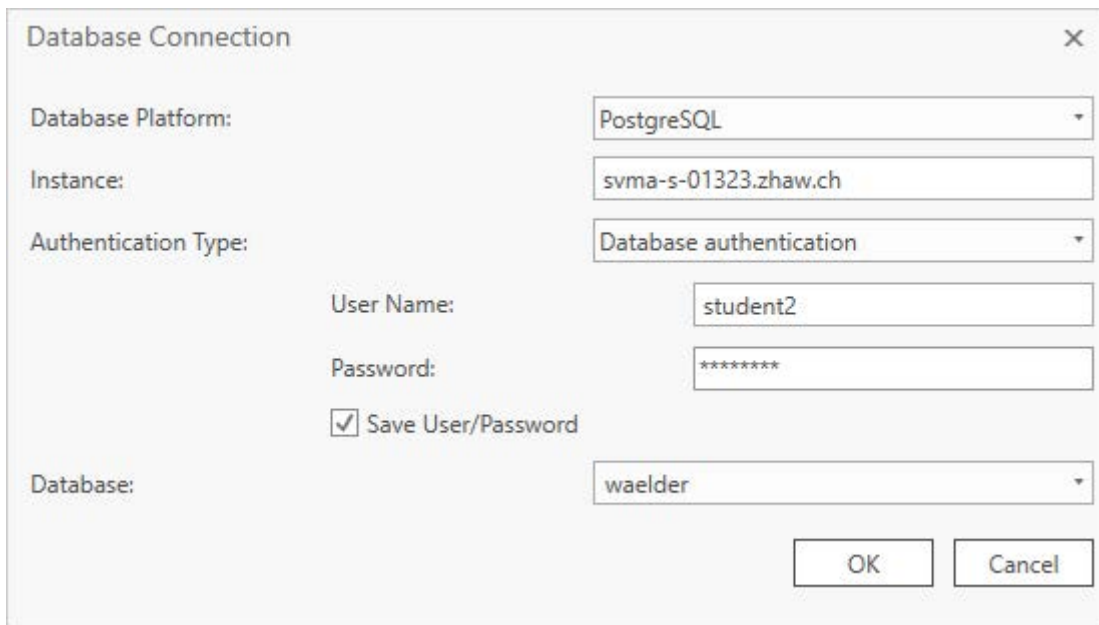 Database Connection
Database Platform: PostgreSQL
Instance: svma-s-01323.zhaw.ch
Authentication Type: Database authentication
User Name: student2
Password: ********
Save User/Password
Database: waelder
OK Cancel